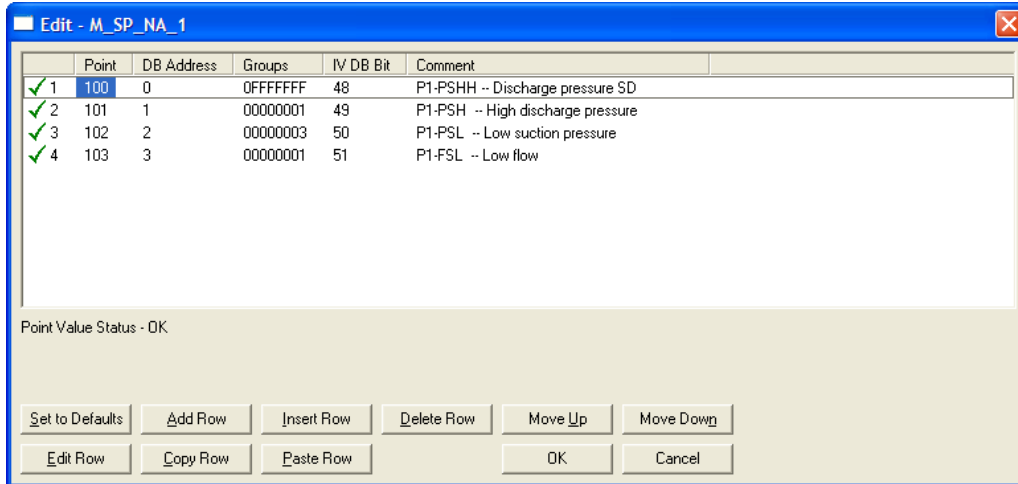 Edit - M_SP_NA_1
Point DB Address Groups IV DB Bit Comment
1 100 0 0FFFFFFF 48 P1-PSHH -- Discharge pressure SD
2 101 1 00000001 49 P1-PSH -- High discharge pressure
3 102 2 00000003 50 P1-PSL -- Low suction pressure
4 103 3 00000001 51 P1-FSL -- Low flow
Point Value Status - OK
Set to Defaults Add Row Insert Row Delete Row Move Up Move Down
Edit Row Copy Row Paste Row OK Cancel